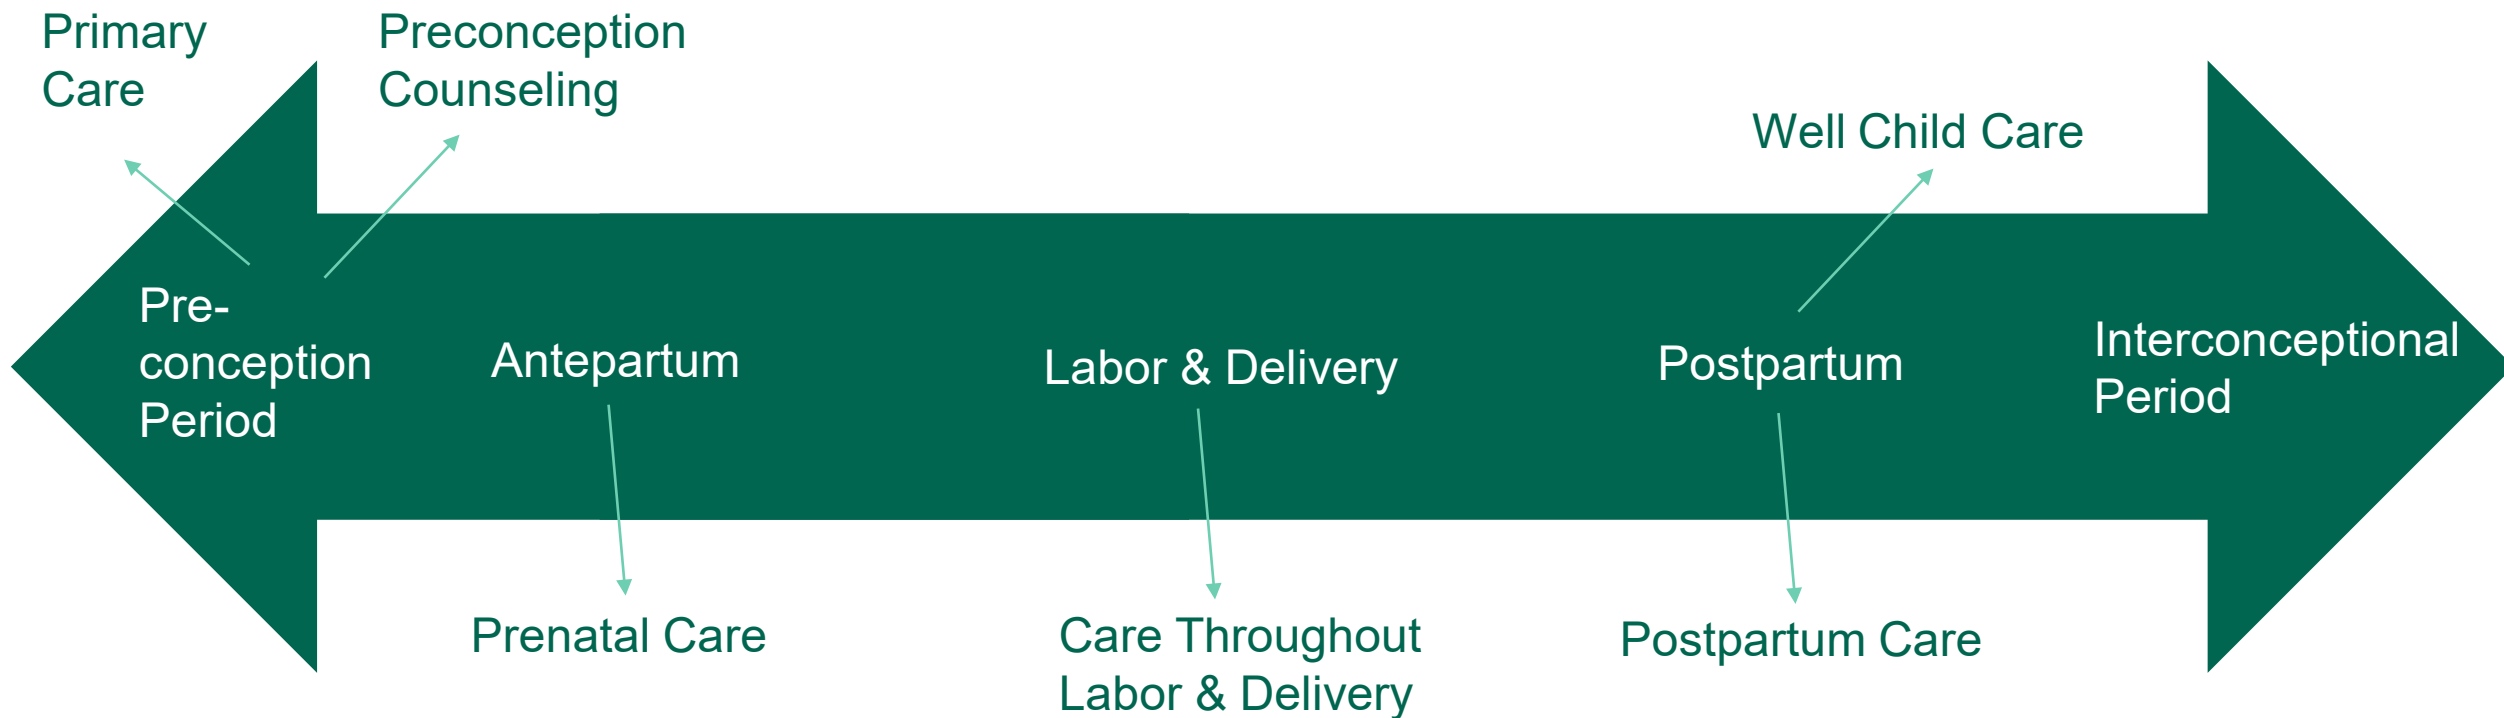 Primary
Care
Preconception
Counseling
Well Child Care
Pre-
conception
Period
Antepartum
Labor & Delivery
Postpartum
Interconceptional
Period
Prenatal Care
Care Throughout
Labor & Delivery
Postpartum Care